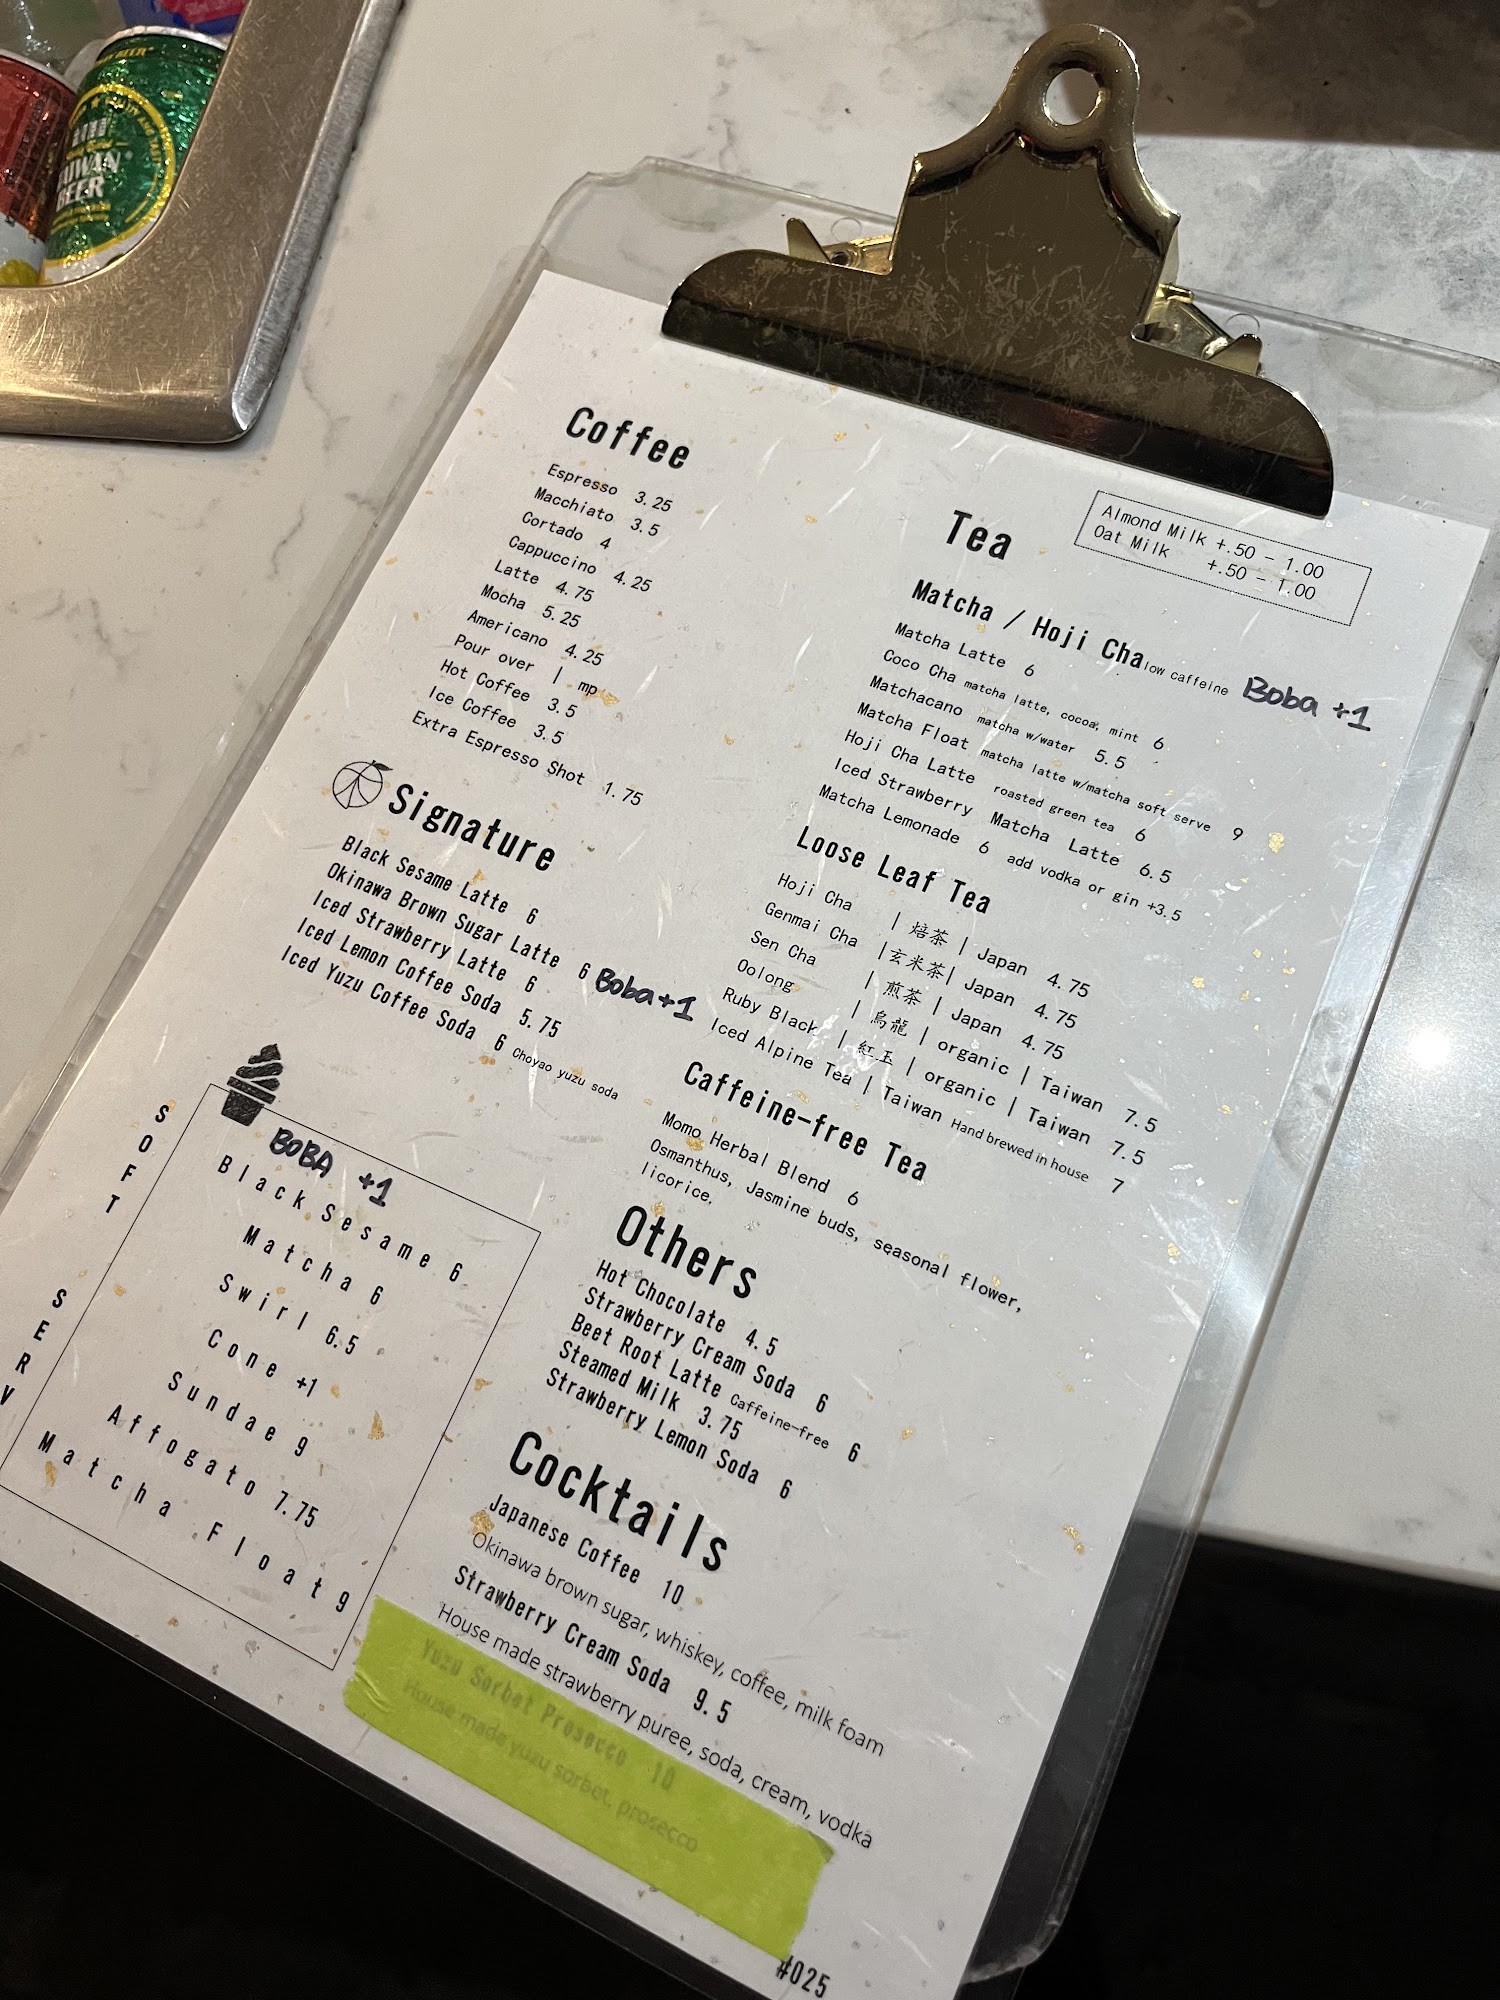 TAIWAN
BEER
Coffee
Espresso 3.25
Macchiato 3.5
Cortado 4
Cappuccino 4.25
Latte 4.75
Mocha 5.25
Americano 4.25
Pour over | mp
Hot Coffee 3.5
Ice Coffee 3.5
Extra Espresso Shot 1.75
Signature
Black Sesame Latte 6
Okinawa Brown Sugar Latte 6 Boba +1
Iced Strawberry Latte 6
Iced Lemon Coffee Soda 5.75
Iced Yuzu Coffee Soda 6 Choyao yuzu soda
SOFT SERV
BOBA +1
Black Sesame 6
Matcha 6
Swirl 6.5
Cone +1
Sundae 9
Affogato 7.75
Matcha Float 9
Tea
Almond Milk +.50 - 1.00
Oat Milk +.50 - 1.00
Matcha / Hoji Cha low caffeine Boba +1
Matcha Latte 6
Coco Cha matcha latte, cocoa, mint 6
Matchacano matcha w/water 5.5
Matcha Float matcha latte w/matcha soft serve 9
Hoji Cha Latte roasted green tea 6
Iced Strawberry Matcha Latte 6.5
Matcha Lemonade 6 add vodka or gin +3.5
Loose Leaf Tea
Hoji Cha | 焙茶 | Japan 4.75
Genmai Cha | 玄米茶 | Japan 4.75
Sen Cha | 煎茶 | Japan 4.75
Oolong | 烏龍 | organic | Taiwan 7.5
Ruby Black | 紅玉 | organic | Taiwan 7.5
Iced Alpine Tea | Taiwan Hand brewed in house 7
Caffeine-free Tea
Momo Herbal Blend 6
Osmanthus, Jasmine buds, seasonal flower,
licorice.
Others
Hot Chocolate 4.5
Strawberry Cream Soda 6
Beet Root Latte Caffeine-free 6
Steamed Milk 3.75
Strawberry Lemon Soda 6
Cocktails
Japanese Coffee 10
Okinawa brown sugar, whiskey, coffee, milk foam
Strawberry Cream Soda 9.5
House made strawberry puree, soda, cream, vodka
Yuzu Sorbet Prosecco 10
House made yuzu sorbet, prosecco
#025